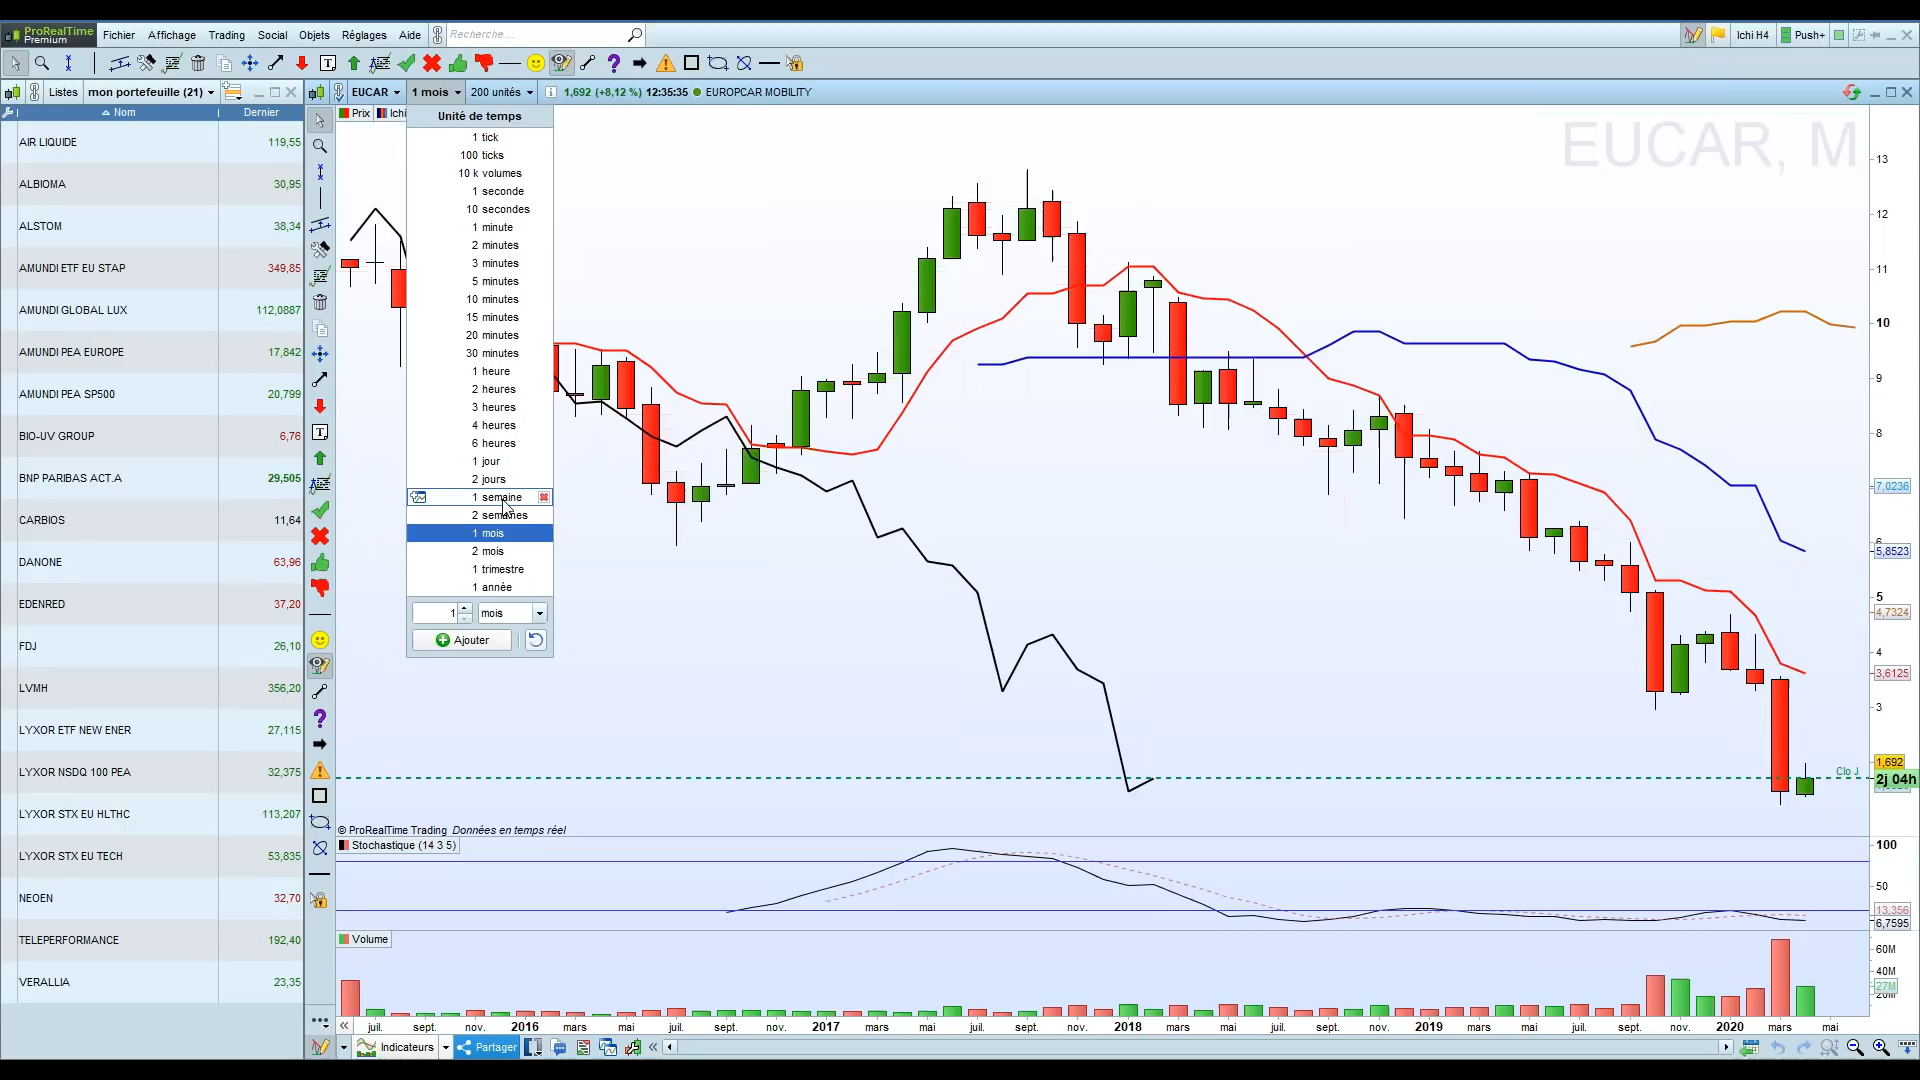 ProRealTime
Premium
Fichier Affichage Trading Social Objets Réglages Aide Recherche ... Ichi H4 Push+
Listes mon portefeuille (21) EUCAR 1 mois 200 unités 1,692 (+8,12 %) 12:35:35 EUROPCAR MOBILITY
Nom Dernier
AIR LIQUIDE 119,55
ALBIOMA 30,95
ALSTOM 38,34
AMUNDI ETF EU STAP 349,85
AMUNDI GLOBAL LUX 112,0887
AMUNDI PEA EUROPE 17,842
AMUNDI PEA SP500 20,799
BIO-UV GROUP 6,76
BNP PARIBAS ACT.A 29,505
CARBIOS 11,64
DANONE 63,96
EDENRED 37,20
FDJ 26,10
LVMH 356,20
LYXOR ETF NEW ENER 27,115
LYXOR NSDQ 100 PEA 32,375
LYXOR STX EU HLTHC 113,207
LYXOR STX EU TECH 53,835
NEOEN 32,70
TELEPERFORMANCE 192,40
VERALLIA 23,35
Prix Ichi
Unité de temps
1 tick
100 ticks
10 k volumes
1 seconde
10 secondes
1 minute
2 minutes
3 minutes
5 minutes
10 minutes
15 minutes
20 minutes
30 minutes
1 heure
2 heures
3 heures
4 heures
6 heures
1 jour
2 jours
1 semaine
2 semaines
1 mois
2 mois
1 trimestre
1 année
1 mois
Ajouter
EUCAR, M
13
12
11
10
9
8
7,0236
5,8523
5
4,7324
4
3,6125
3
1,692
Clo J
2j 04h
© ProRealTime Trading Données en temps réel
Stochastique (14 3 5)
100
50
13,356
6,7595
Volume
60M
40M
27M
20M
juil. sept. nov. 2016 mars mai juil. sept. nov. 2017 mars mai juil. sept. nov. 2018 mars mai juil. sept. nov. 2019 mars mai juil. sept. nov. 2020 mars mai
Indicateurs Partager